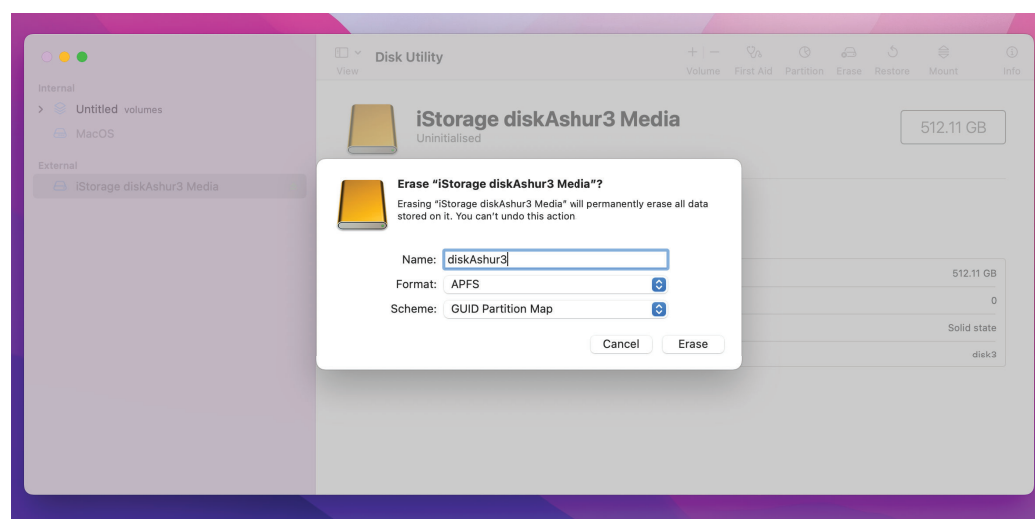 Disk Utility
View
Volume First Aid Partition Erase Restore Mount Info
Internal
Untitled volumes
MacOS
External
iStorage diskAshur3 Media
iStorage diskAshur3 Media
Uninitialised
512.11 GB
Erase “iStorage diskAshur3 Media”?
Erasing “iStorage diskAshur3 Media” will permanently erase all data
stored on it. You can’t undo this action
Name: diskAshur3
Format: APFS
Scheme: GUID Partition Map
Cancel Erase
512.11 GB
0
Solid state
disk3